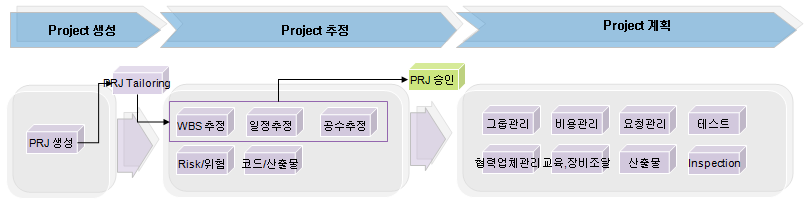 Project 생성
Project 추정
Project 계획
PRJ Tailoring
PRJ 승인
PRJ 생성
WBS 추정
일정추정
공수추정
Risk/위험
코드/산출물
그룹관리
비용관리
요청관리
테스트
협력업체관리
교육,장비조달
산출물
Inspection